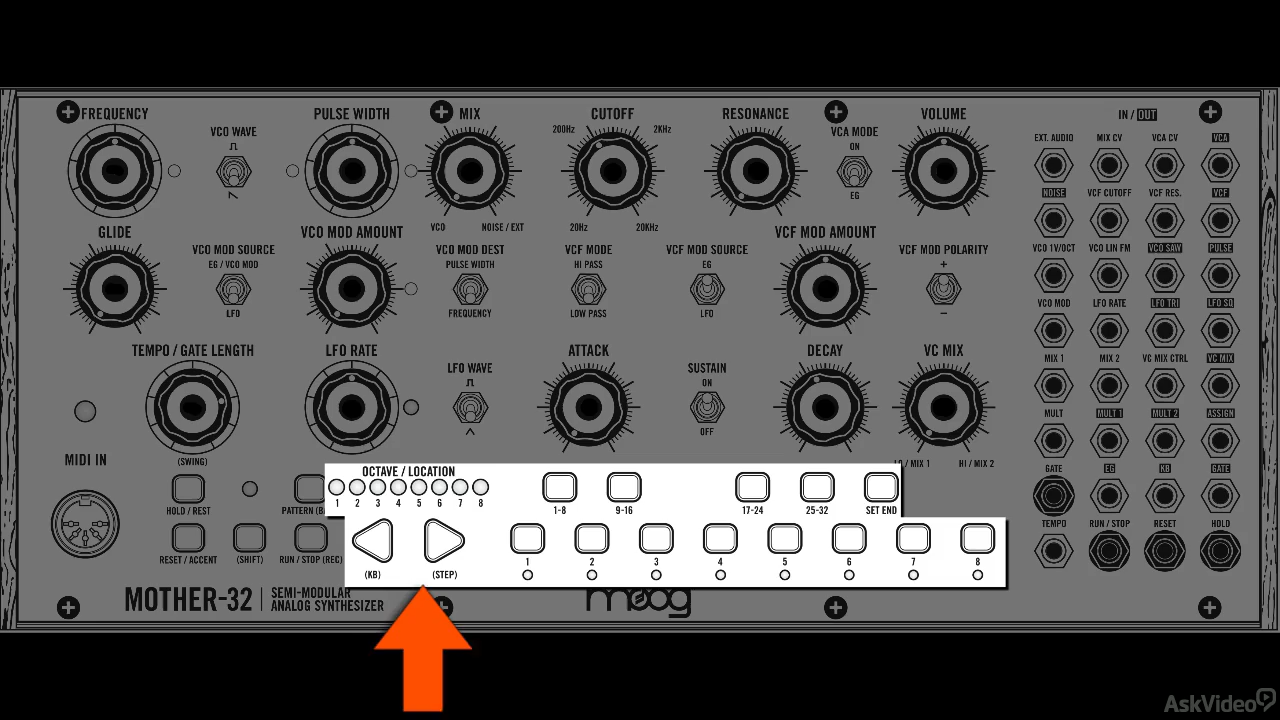 FREQUENCY
VCO WAVE
PULSE WIDTH
MIX
VCO
NOISE / EXT
CUTOFF
200Hz
2KHz
20Hz
20KHz
RESONANCE
VCA MODE
ON
EG
VOLUME
IN / OUT
EXT. AUDIO
MIX CV
VCA CV
VCA
NOISE
VCF CUTOFF
VCF RES.
VCF
VCO 1V/OCT
VCO LIN FM
VCO SAW
PULSE
VCO MOD
LFO RATE
LFO TRI
LFO SQ
MIX 1
MIX 2
VC MIX CTRL
VC MIX
MULT
MULT 1
MULT 2
ASSIGN
GATE
EG
KB
GATE
TEMPO
RUN / STOP
RESET
HOLD
GLIDE
VCO MOD SOURCE
EG / VCO MOD
LFO
VCO MOD AMOUNT
VCO MOD DEST
PULSE WIDTH
FREQUENCY
VCF MODE
HI PASS
LOW PASS
VCF MOD SOURCE
EG
LFO
VCF MOD AMOUNT
VCF MOD POLARITY
+
–
TEMPO / GATE LENGTH
(SWING)
LFO RATE
LFO WAVE
ATTACK
SUSTAIN
ON
OFF
DECAY
VC MIX
/ MIX 1
HI / MIX 2
MIDI IN
HOLD / REST
PATTERN (B
RESET / ACCENT
(SHIFT)
RUN / STOP (REC)
OCTAVE / LOCATION
1 2 3 4 5 6 7 8
1-8
9-16
17-24
25-32
SET END
(KB)
(STEP)
1 2 3 4 5 6 7 8
MOTHER-32
SEMI-MODULAR
ANALOG SYNTHESIZER
moog
AskVideo